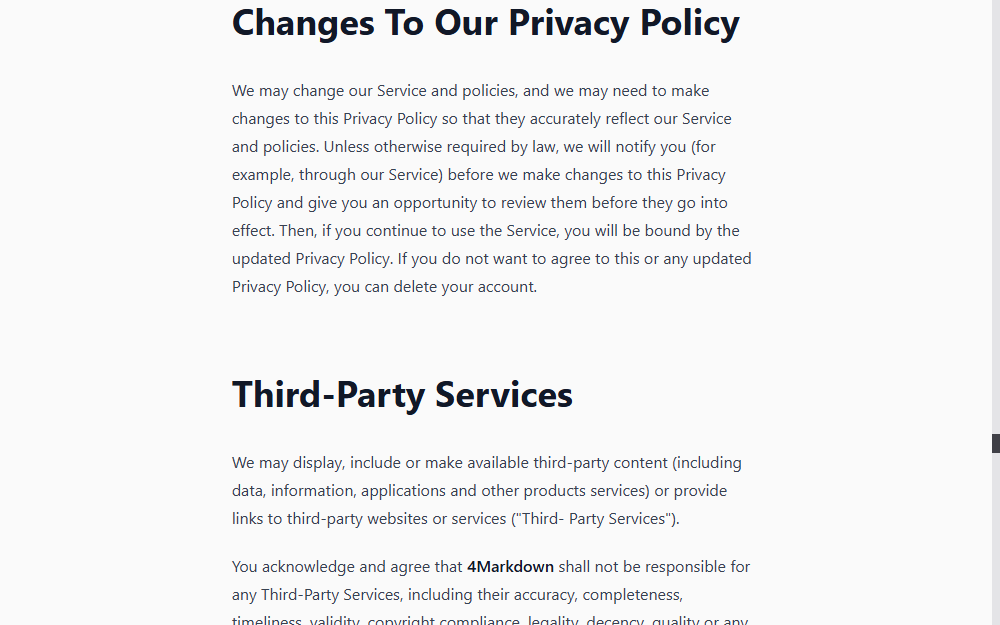 Changes To Our Privacy Policy
We may change our Service and policies, and we may need to make
changes to this Privacy Policy so that they accurately reflect our Service
and policies. Unless otherwise required by law, we will notify you (for
example, through our Service) before we make changes to this Privacy
Policy and give you an opportunity to review them before they go into
effect. Then, if you continue to use the Service, you will be bound by the
updated Privacy Policy. If you do not want to agree to this or any updated
Privacy Policy, you can delete your account.
Third-Party Services
We may display, include or make available third-party content (including
data, information, applications and other products services) or provide
links to third-party websites or services ("Third- Party Services").
You acknowledge and agree that 4Markdown shall not be responsible for
any Third-Party Services, including their accuracy, completeness,
timeliness, validity, copyright compliance, legality, decency, quality or any